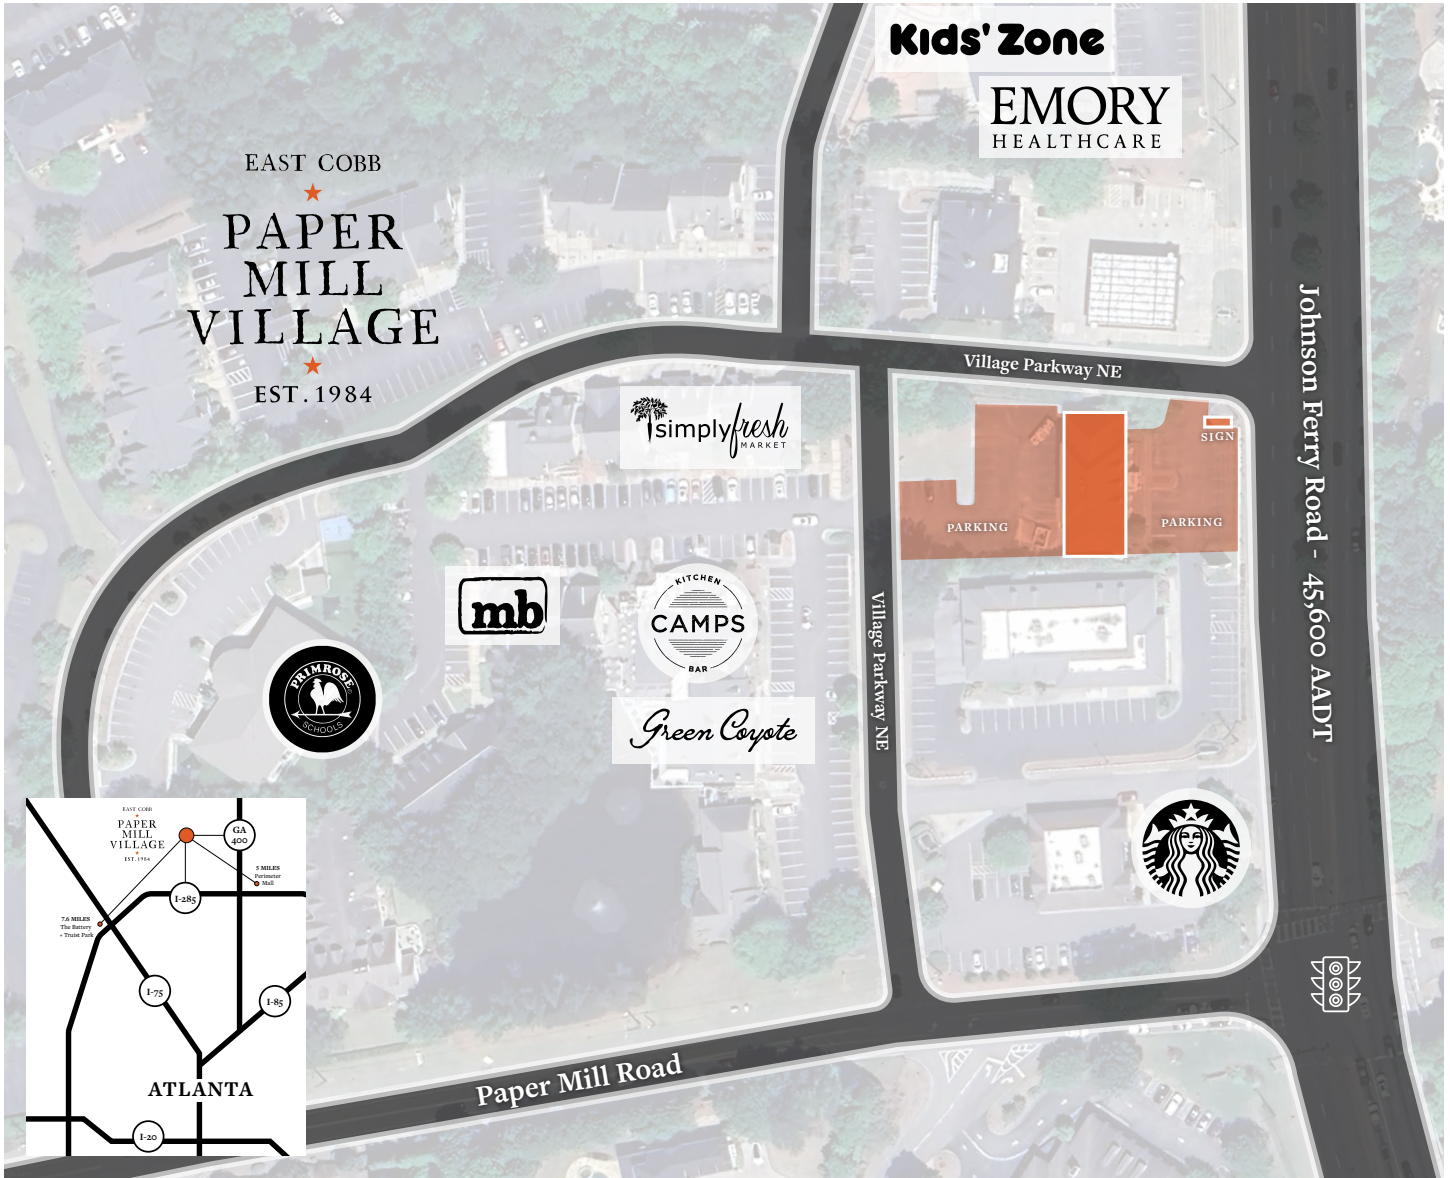 Kids' Zone
EMORY
HEALTHCARE
EAST COBB
PAPER
MILL
VILLAGE
EST. 1984
Village Parkway NE
Johnson Ferry Road - 45,600 AADT
simplyfresh
MARKET
SIGN
PARKING
PARKING
mb
KITCHEN
CAMPS
BAR
Village Parkway NE
PRIMROSE
SCHOOLS
Green Coyote
EAST COBB
PAPER
MILL
VILLAGE
EST. 1984
GA
400
5 MILES
Perimeter
Mall
I-285
7.6 MILES
The Battery
+ Truist Park
I-75
I-85
ATLANTA
I-20
Paper Mill Road